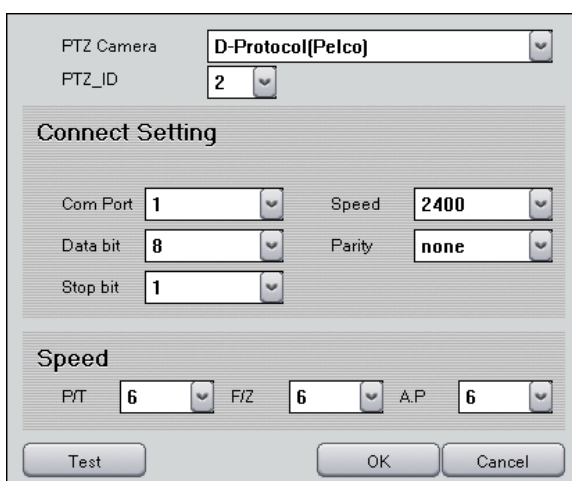 PTZ Camera D-Protocol(Pelco)
PTZ_ID 2
Connect Setting
Com Port 1 Speed 2400
Data bit 8 Parity none
Stop bit 1
Speed
P/T 6 F/Z 6 A.P 6
Test OK Cancel